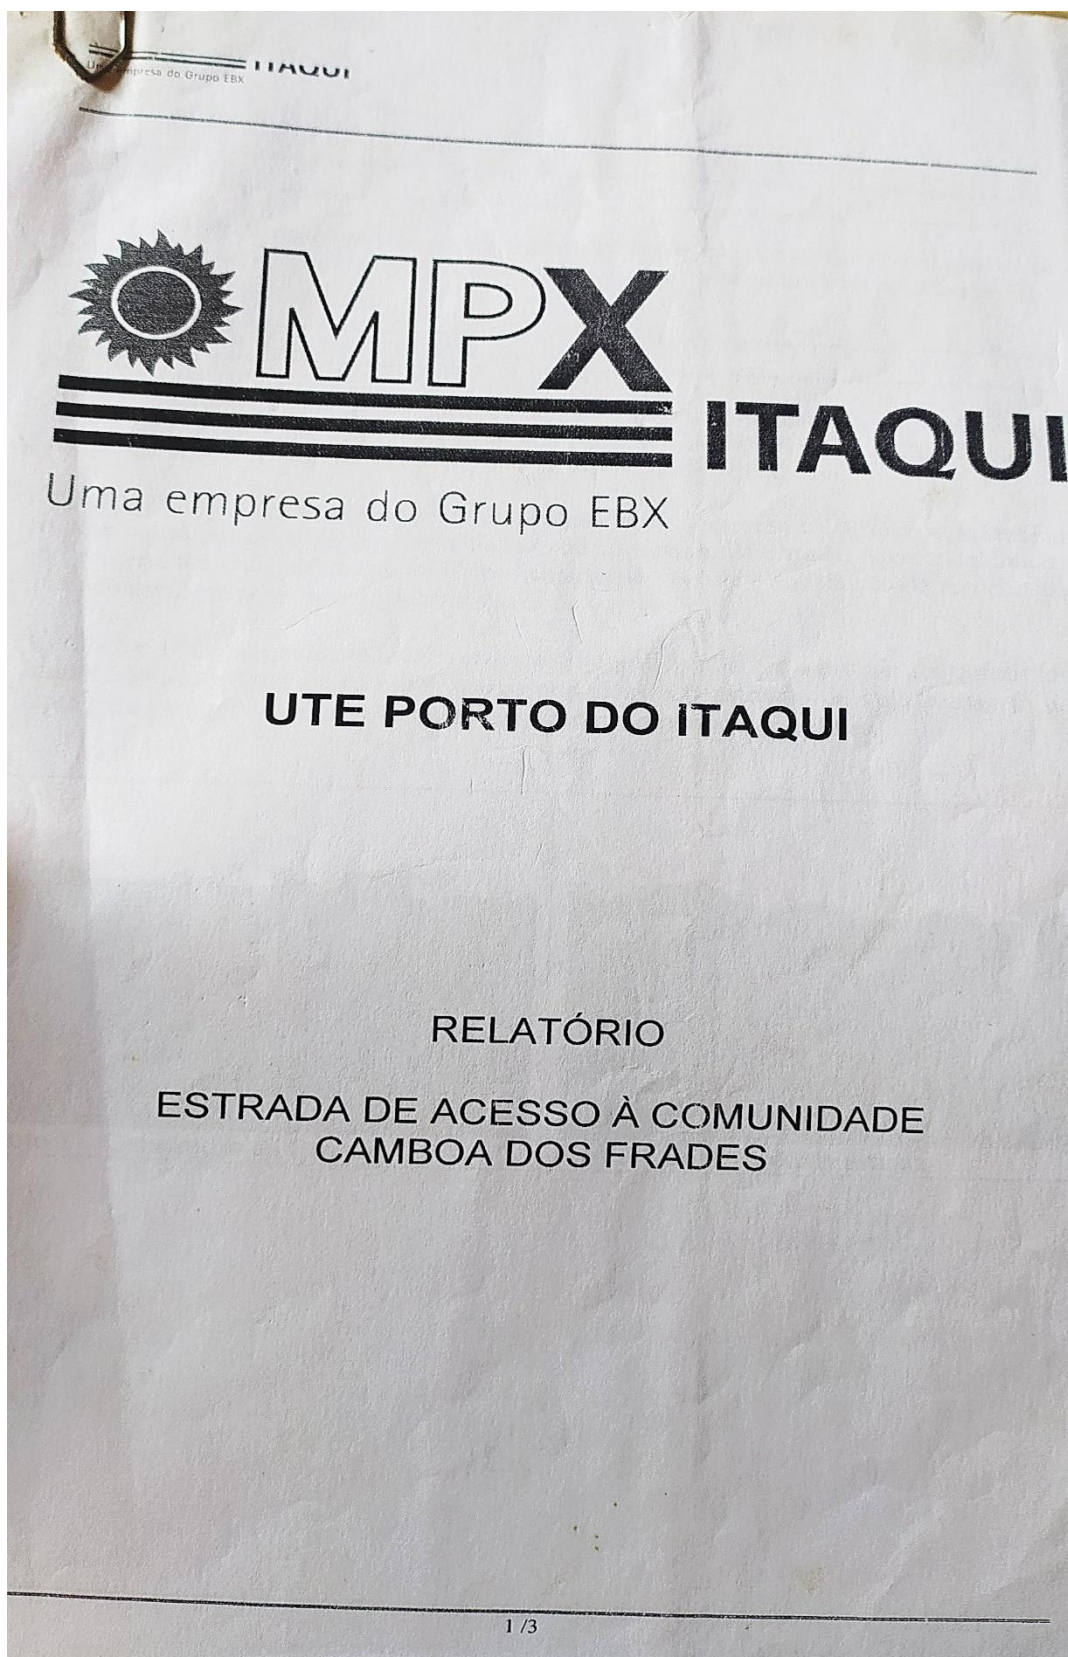 Uma empresa do Grupo EBX
ITAQUI
MPX
ITAQUI
Uma empresa do Grupo EBX
UTE PORTO DO ITAQUI
RELATÓRIO
ESTRADA DE ACESSO À COMUNIDADE
CAMBOA DOS FRADES
1 /3